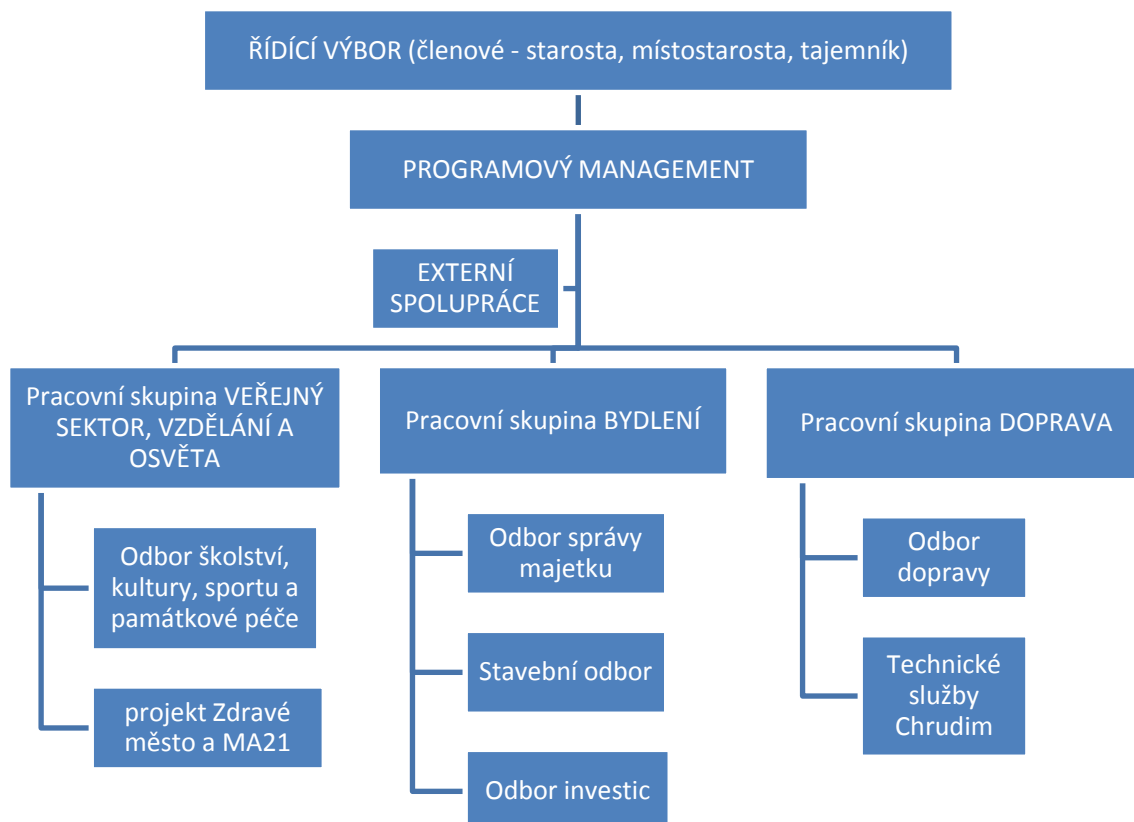 ŘÍDÍCÍ VÝBOR (členové - starosta, místostarosta, tajemník)
PROGRAMOVÝ MANAGEMENT
EXTERNÍ
SPOLUPRÁCE
Pracovní skupina VEŘEJNÝ
SEKTOR, VZDĚLÁNÍ A
OSVĚTA
Odbor školství,
kultury, sportu a
památkové péče
projekt Zdravé
město a MA21
Pracovní skupina BYDLENÍ
Odbor správy
majetku
Stavební odbor
Odbor investic
Pracovní skupina DOPRAVA
Odbor
dopravy
Technické
služby
Chrudim